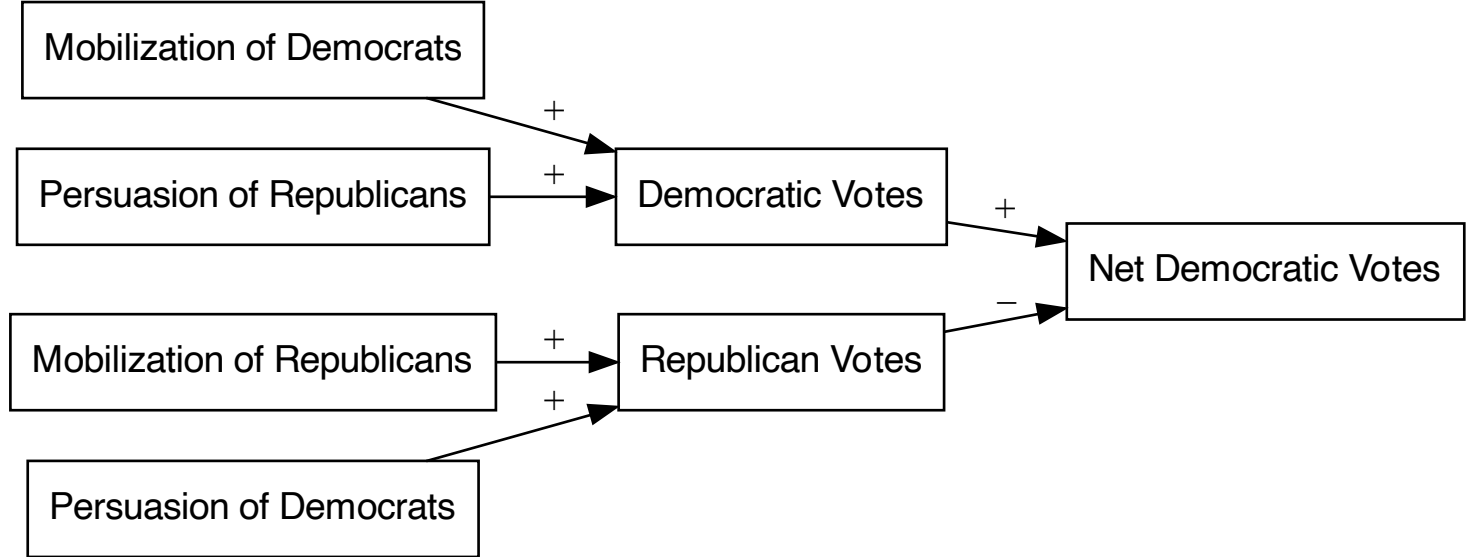 Mobilization of Democrats
+
Persuasion of Republicans
+
Democratic Votes
+
Net Democratic Votes
Mobilization of Republicans
+
Republican Votes
−
Persuasion of Democrats
+